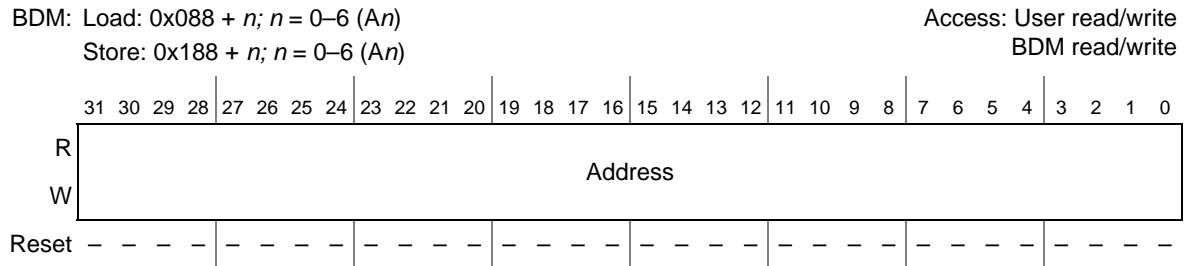 BDM: Load: 0x088 + n; n = 0–6 (An) Access: User read/write
Store: 0x188 + n; n = 0–6 (An) BDM read/write
31 30 29 28 27 26 25 24 23 22 21 20 19 18 17 16 15 14 13 12 11 10 9 8 7 6 5 4 3 2 1 0
R
Address
W
Reset – – – – – – – – – – – – – – – – – – – – – – – – – – – – – – – –